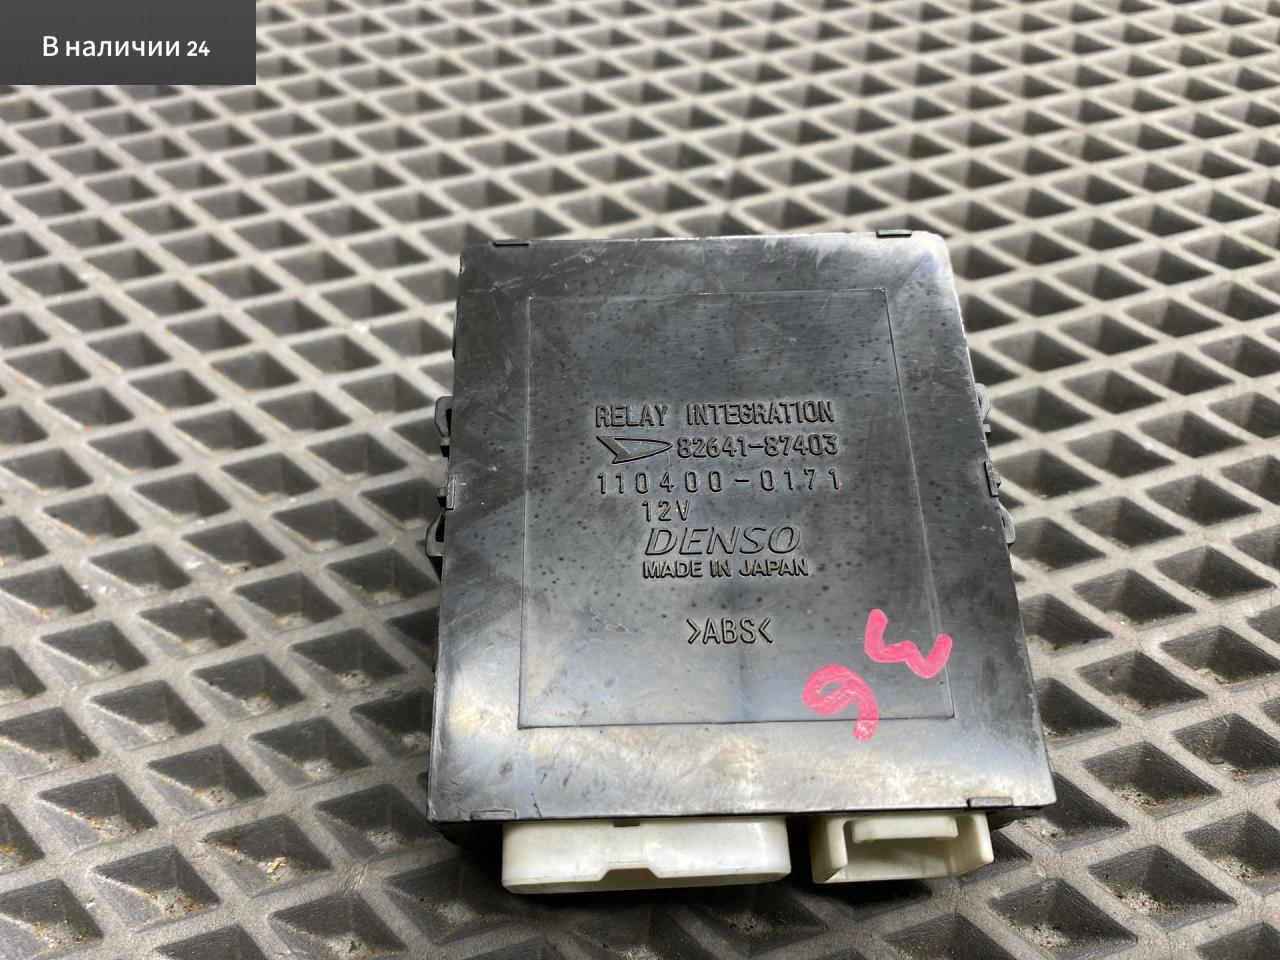 В наличии 24
RELAY INTEGRATION
82641-87403
110400-0171
12V
DENSO
MADE IN JAPAN
>ABS<